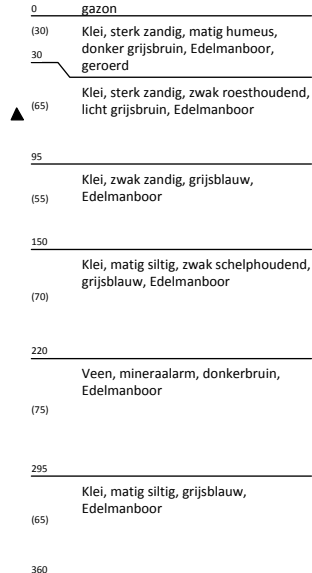 0 gazon
(30) Klei, sterk zandig, matig humeus,
donker grijsbruin, Edelmanboor,
30 geroerd
Klei, sterk zandig, zwak roesthoudend,
(65) licht grijsbruin, Edelmanboor
95
Klei, zwak zandig, grijsblauw,
(55) Edelmanboor
150
Klei, matig siltig, zwak schelphoudend,
grijsblauw, Edelmanboor
(70)
220
Veen, mineraalarm, donkerbruin,
Edelmanboor
(75)
295
Klei, matig siltig, grijsblauw,
Edelmanboor
(65)
360